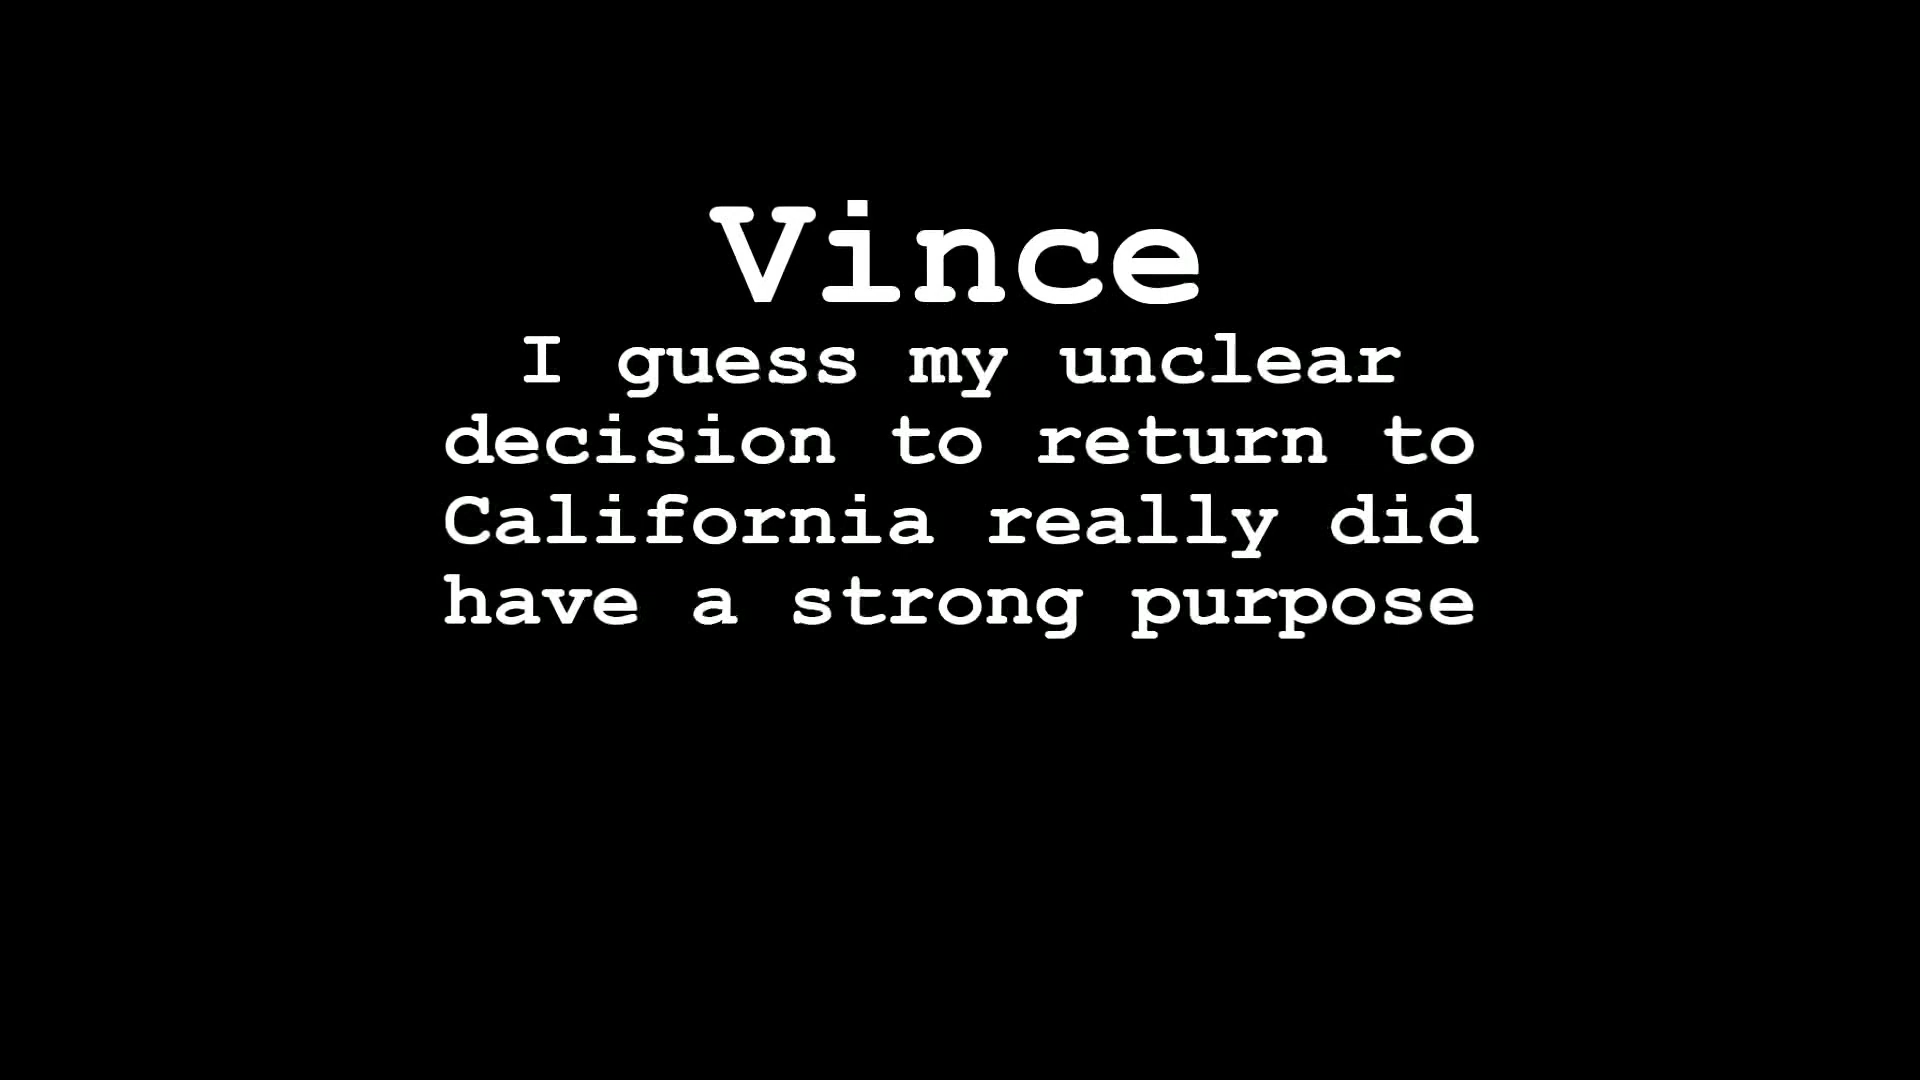 Vince
I guess my unclear
decision to return to
California really did
have a strong purpose